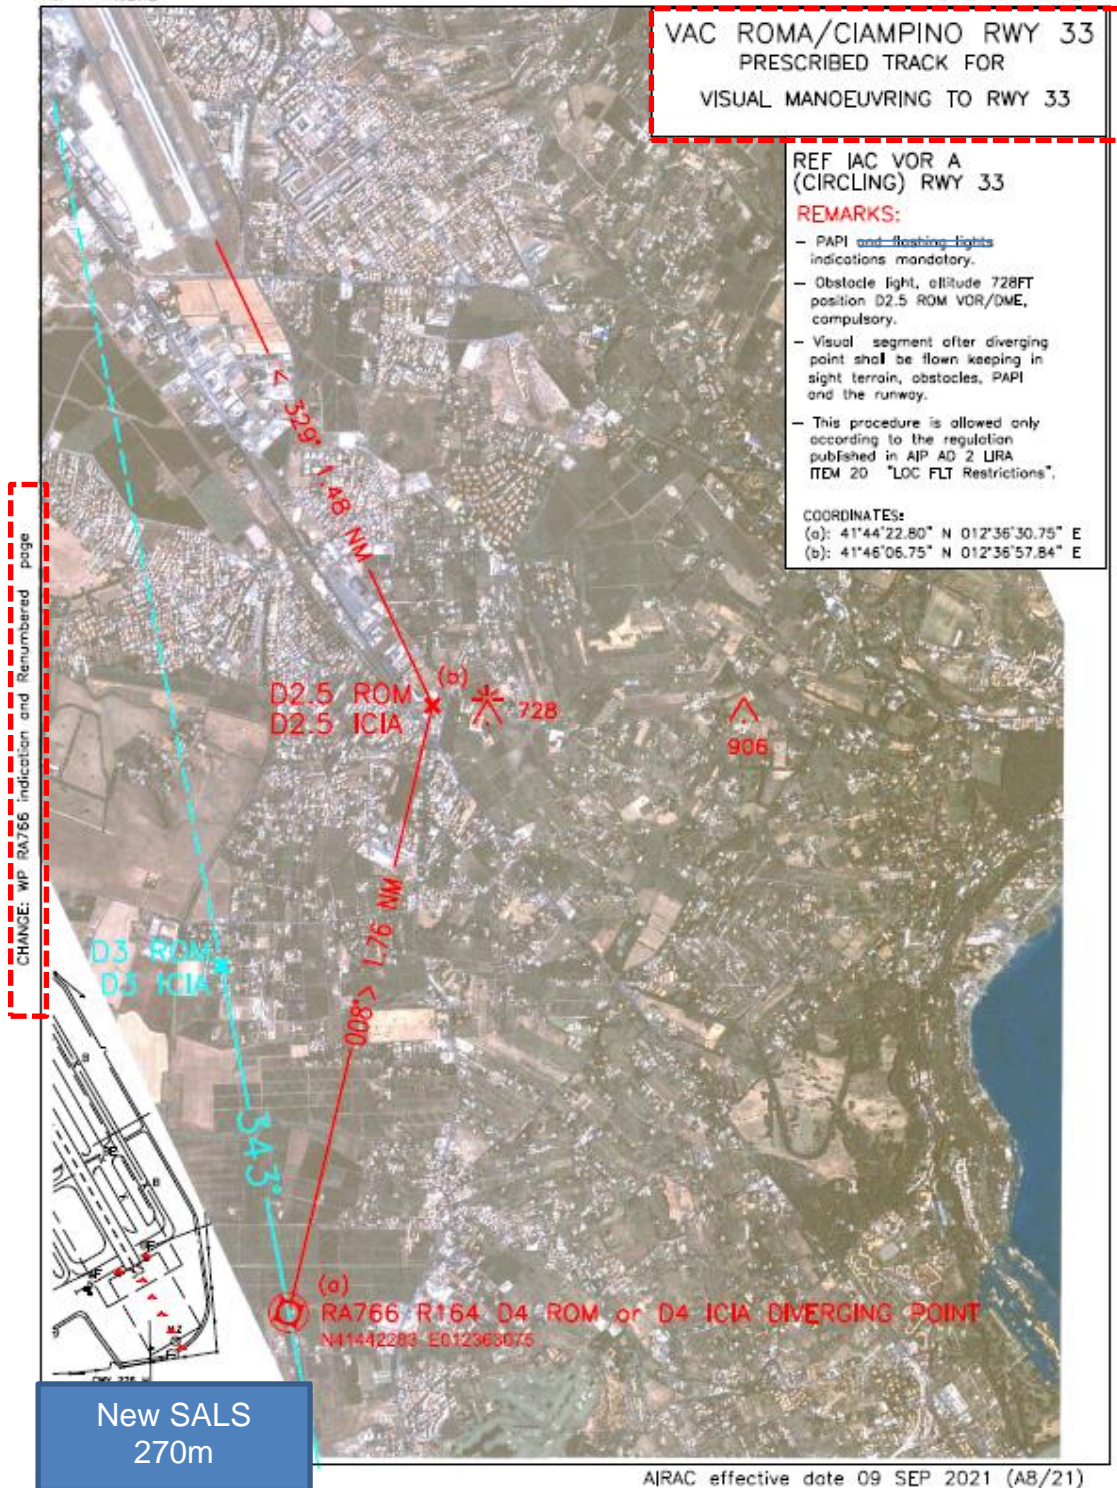 VAC ROMA/CIAMPINO RWY 33
PRESCRIBED TRACK FOR
VISUAL MANOEUVRING TO RWY 33
REF IAC VOR A
(CIRCLING) RWY 33
REMARKS:
– PAPI and flashing lights
indications mandatory.
– Obstacle light, altitude 728FT
position D2.5 ROM VOR/DME,
compulsory.
– Visual segment after diverging
point shall be flown keeping in
sight terrain, obstacles, PAPI
and the runway.
– This procedure is allowed only
according to the regulation
published in AIP AD 2 LIRA
ITEM 20 "LOC FLT Restrictions".
COORDINATES:
(a): 41°44'22.80" N 012°36'30.75" E
(b): 41°46'06.75" N 012°36'57.84" E
< 329° 1.48 NM
(b)
D2.5 ROM
D2.5 ICIA
728
906
CHANGE: WP RA766 indication and Renumbered page
008° > 1.76 NM
D3 ROM
D3 ICIA
343°
(a)
RA766 R164 D4 ROM or D4 ICIA DIVERGING POINT
N41442283 E012363075
New SALS
270m
AIRAC effective date 09 SEP 2021 (A8/21)